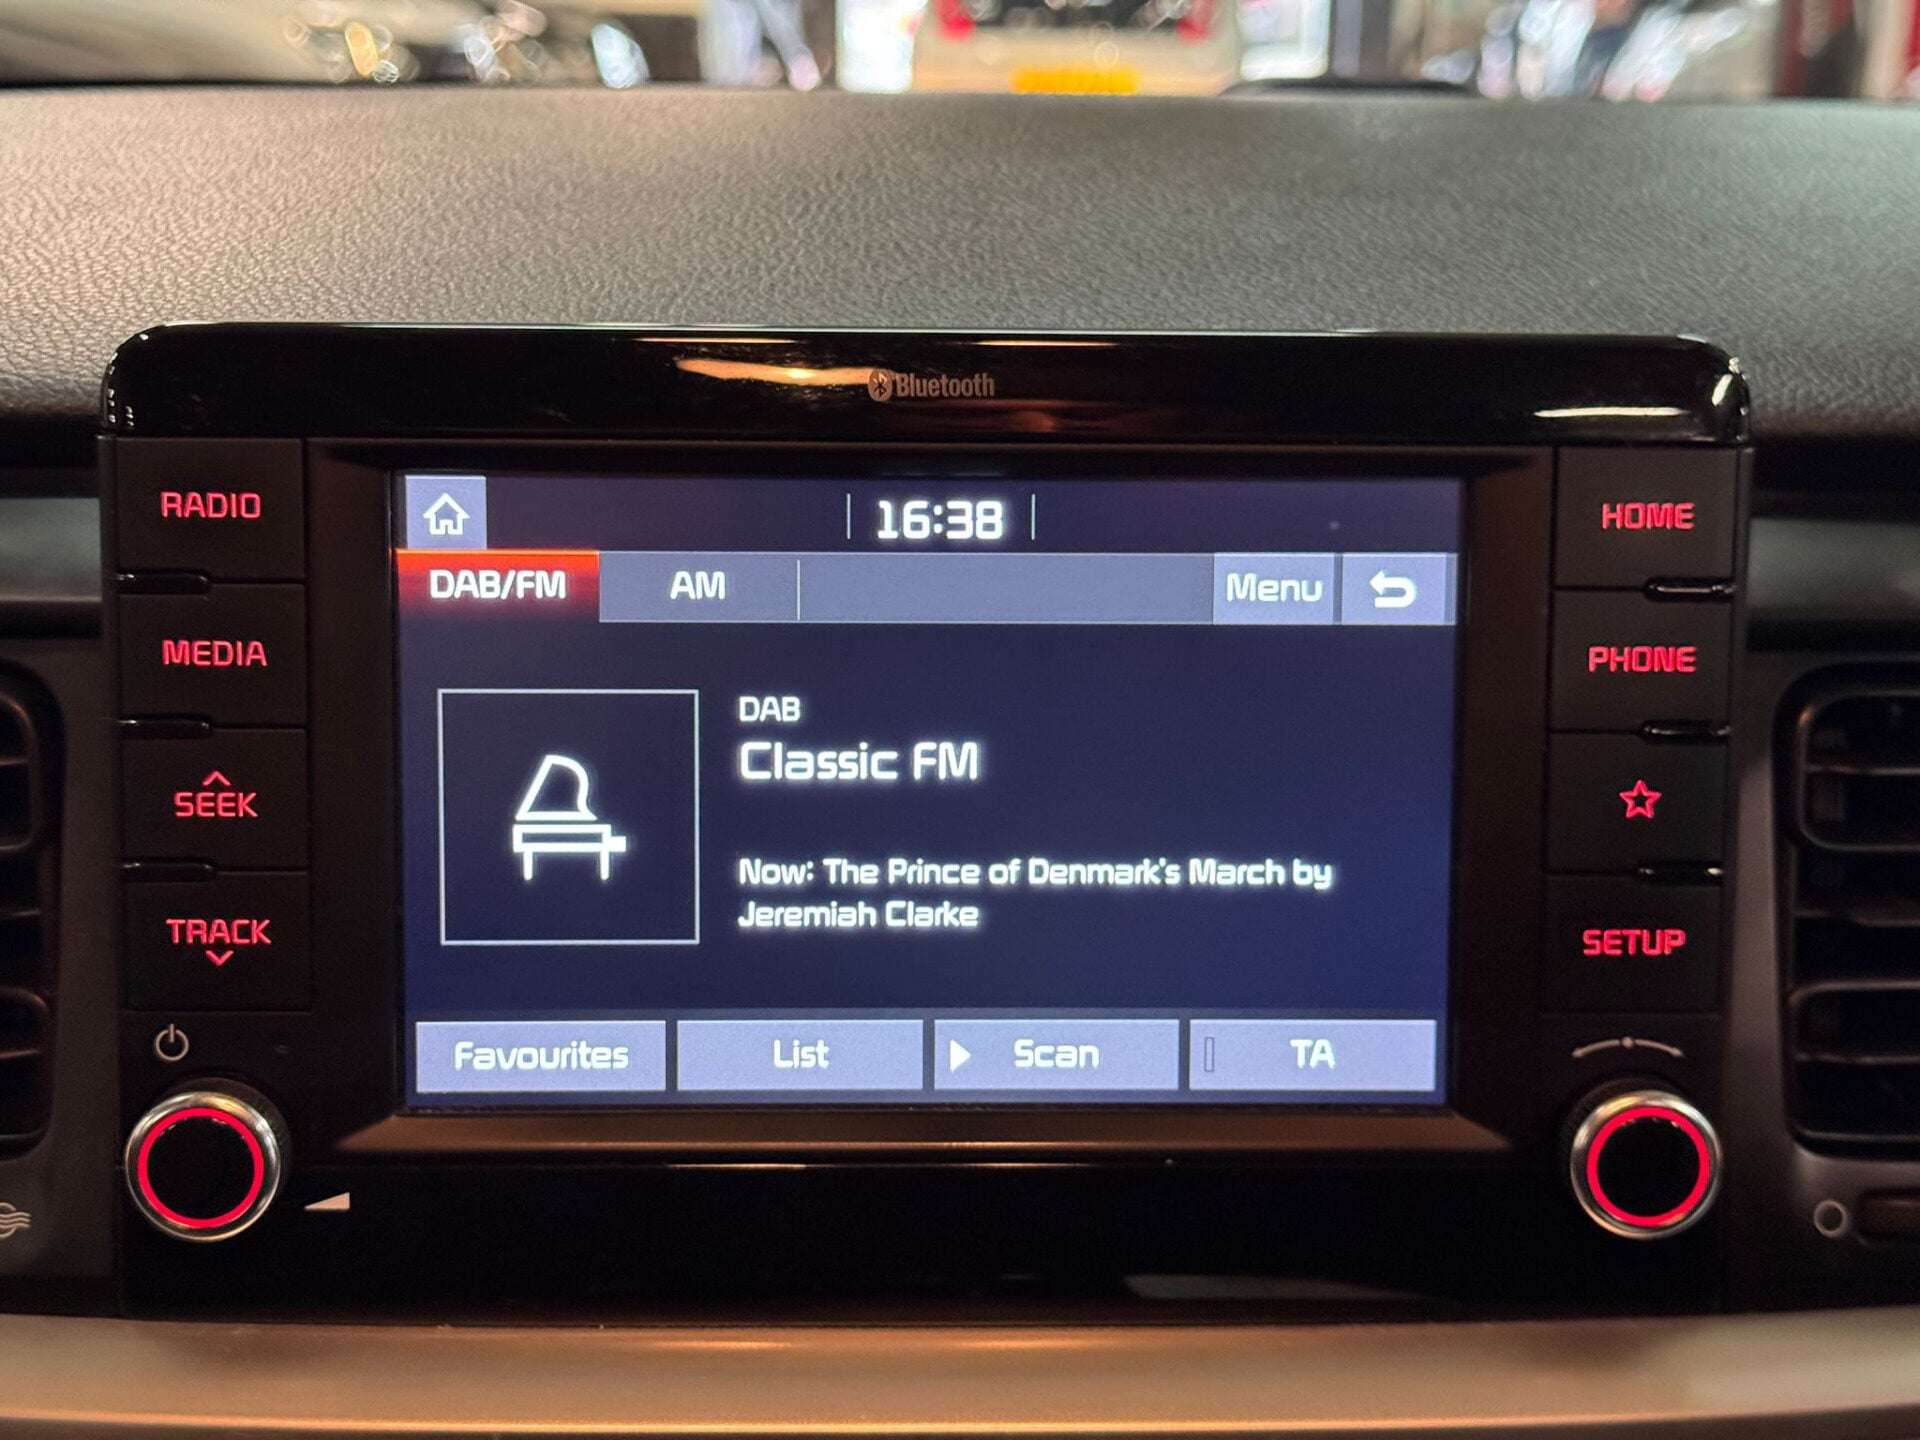 Bluetooth
RADIO
MEDIA
SEEK
TRACK
16:38
DAB/FM AM Menu
DAB
Classic FM
Now: The Prince of Denmark's March by
Jeremiah Clarke
Favourites List Scan TA
HOME
PHONE
SETUP